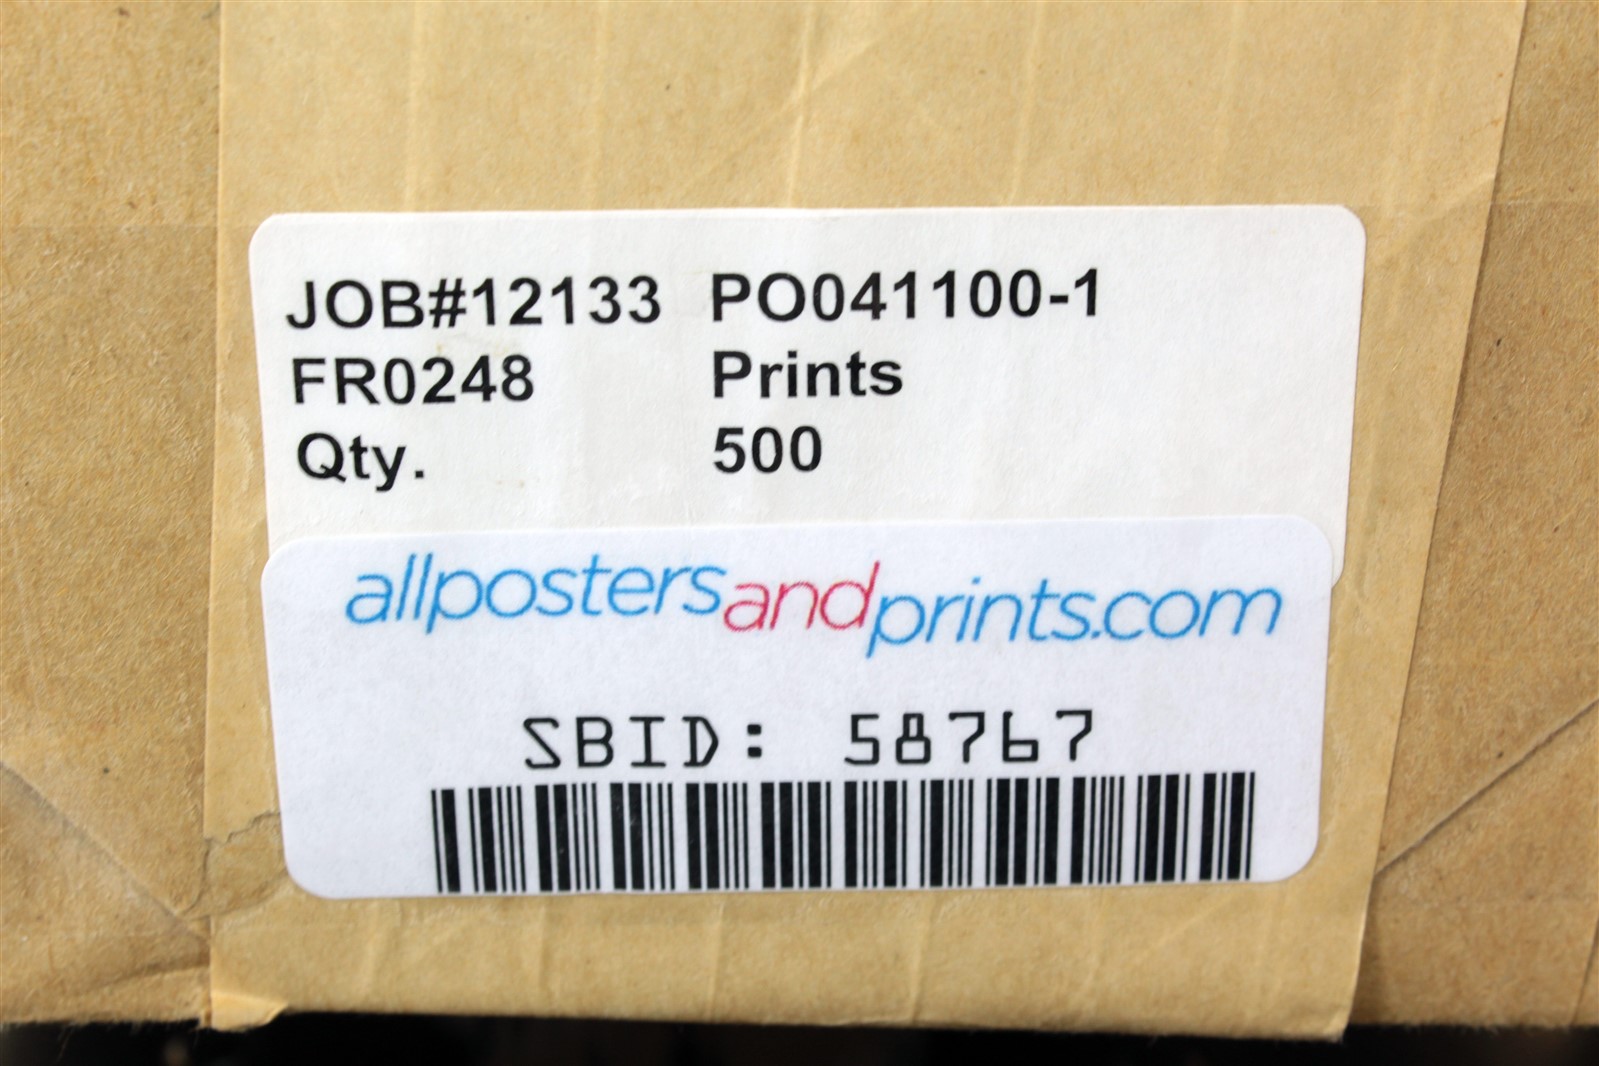 JOB#12133 PO041100-1
FR0248 Prints
Qty. 500
allpostersandprints.com
SBID: 58767